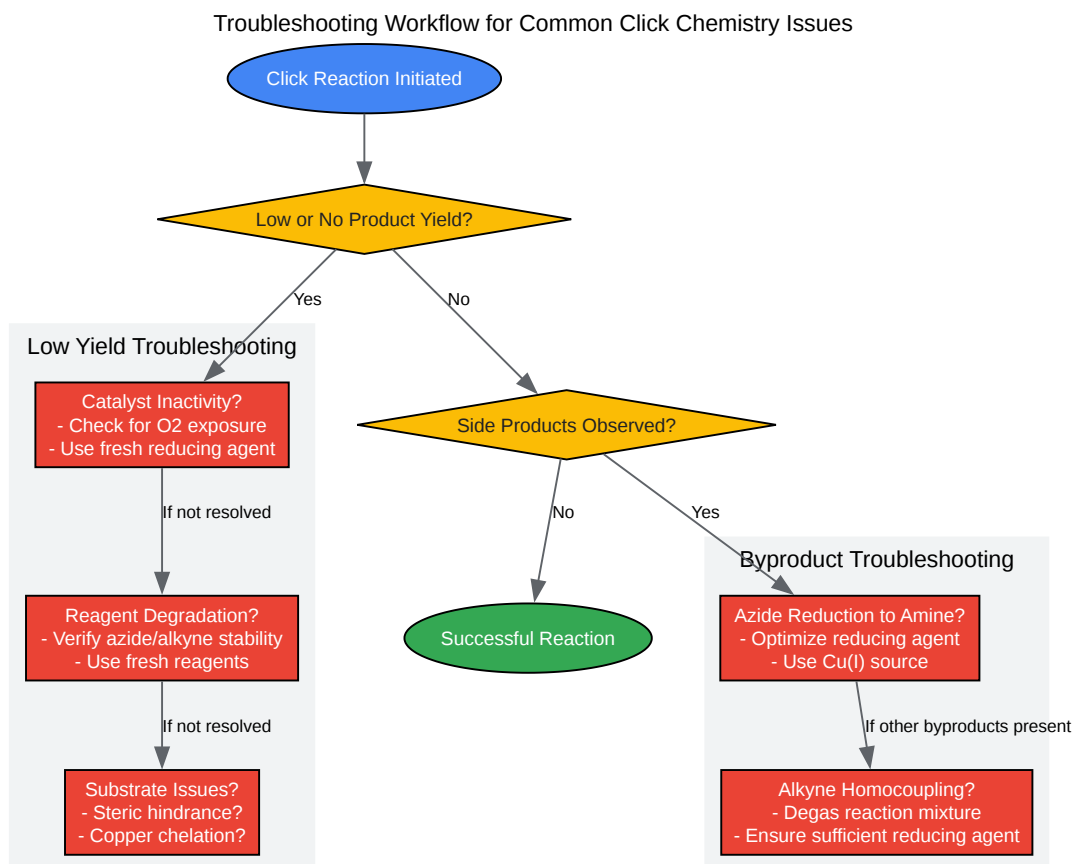 Troubleshooting Workflow for Common Click Chemistry Issues
Click Reaction Initiated
Low or No Product Yield?
Yes
No
Low Yield Troubleshooting
Catalyst Inactivity?
- Check for O2 exposure
- Use fresh reducing agent
If not resolved
Reagent Degradation?
- Verify azide/alkyne stability
- Use fresh reagents
If not resolved
Substrate Issues?
- Steric hindrance?
- Copper chelation?
Side Products Observed?
No
Yes
Successful Reaction
Byproduct Troubleshooting
Azide Reduction to Amine?
- Optimize reducing agent
- Use Cu(I) source
If other byproducts present
Alkyne Homocoupling?
- Degas reaction mixture
- Ensure sufficient reducing agent